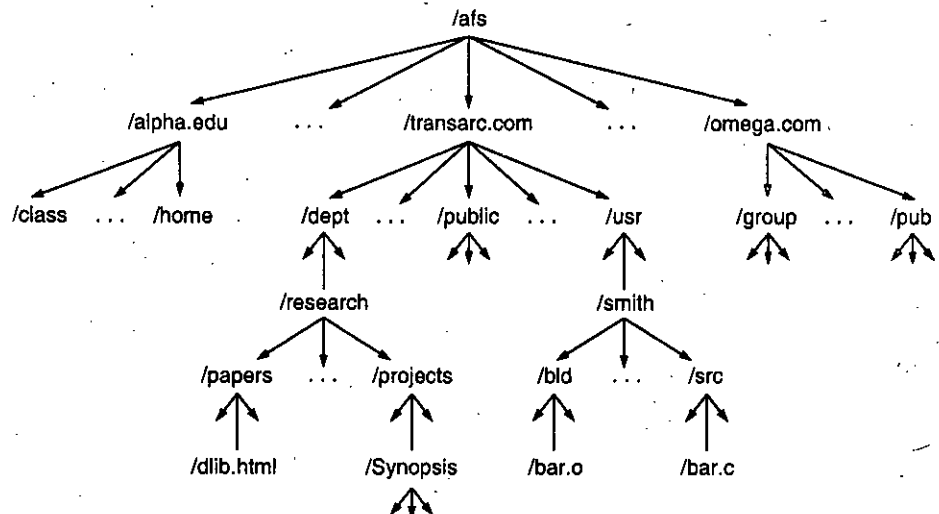 /afs
/alpha.edu ... /transarc.com ... /omega.com
/class ... /home /dept ... /public ... /usr /group ... /pub
/research /smith
/papers ... /projects /bld ... /src
/dlib.html /Synopsis /bar.o /bar.c